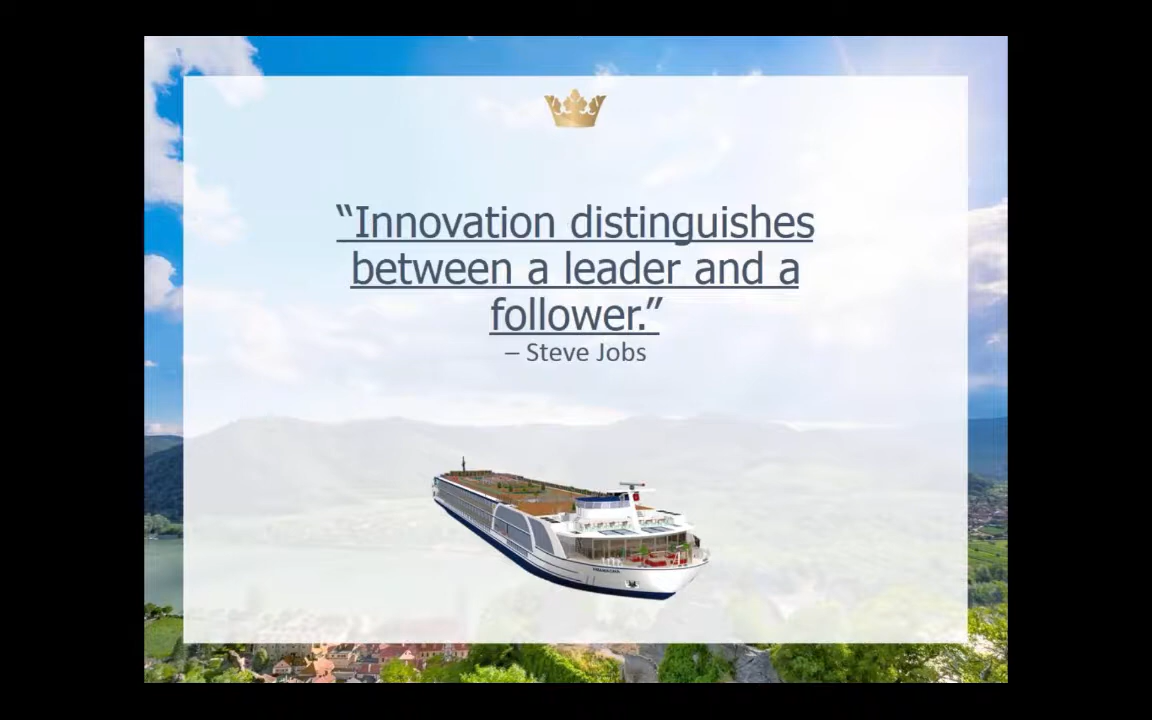 “Innovation distinguishes
between a leader and a
follower.”
– Steve Jobs